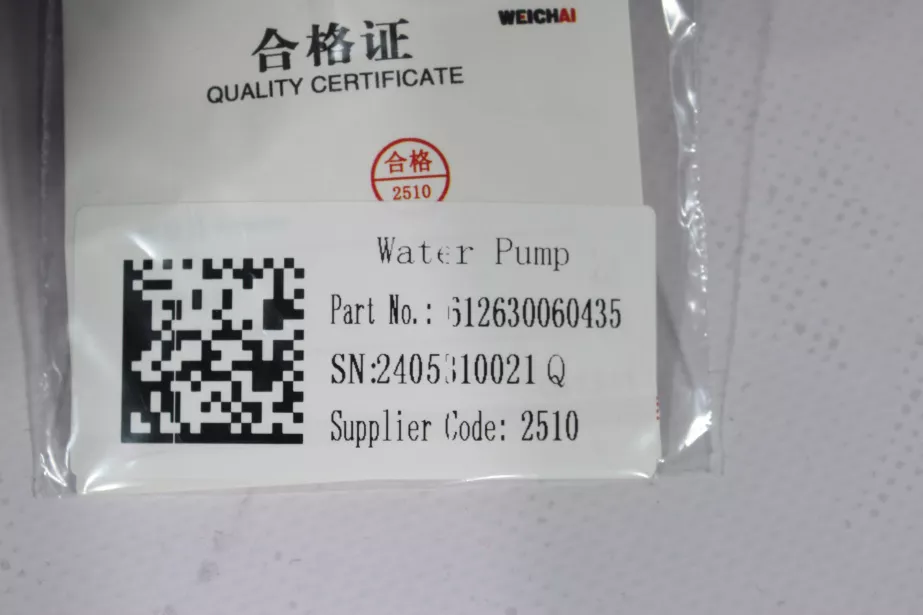 WEICHAI
合格证
QUALITY CERTIFICATE
合格
2510
Water Pump
Part No.: 612630060435
SN:2405310021 Q
Supplier Code: 2510